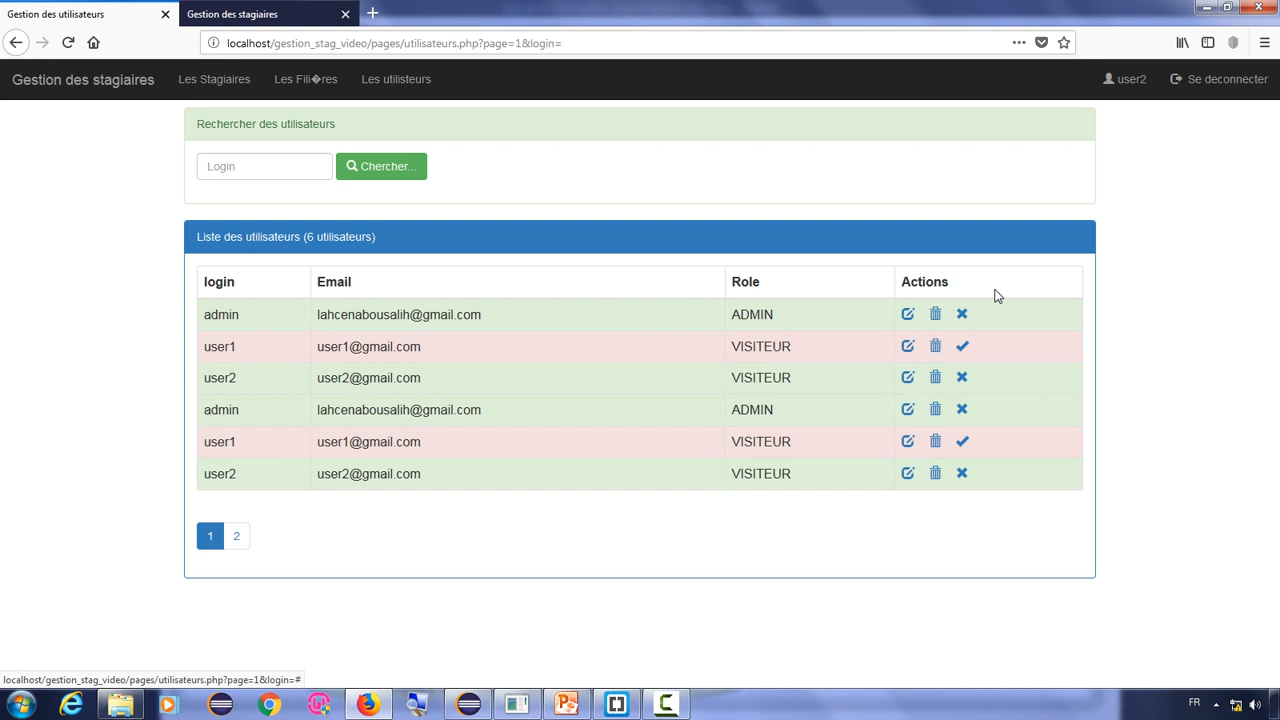 Gestion des utilisateurs
Gestion des stagiaires
localhost/gestion_stag_video/pages/utilisateurs.php?page=1&login=
Gestion des stagiaires Les Stagiaires Les Fili�res Les utilisteurs user2 Se deconnecter
Rechercher des utilisateurs
Login Chercher...
Liste des utilisateurs (6 utilisateurs)
login Email Role Actions
admin lahcenabousalih@gmail.com ADMIN
user1 user1@gmail.com VISITEUR
user2 user2@gmail.com VISITEUR
admin lahcenabousalih@gmail.com ADMIN
user1 user1@gmail.com VISITEUR
user2 user2@gmail.com VISITEUR
1 2
localhost/gestion_stag_video/pages/utilisateurs.php?page=1&login=#
FR